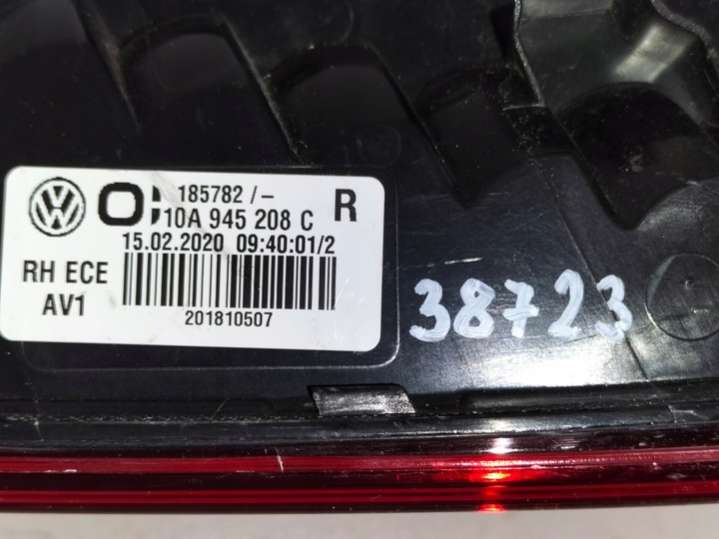 185782 /-
10A 945 208 C
R
15.02.2020 09:40:01/2
RH ECE
AV1
201810507
38723